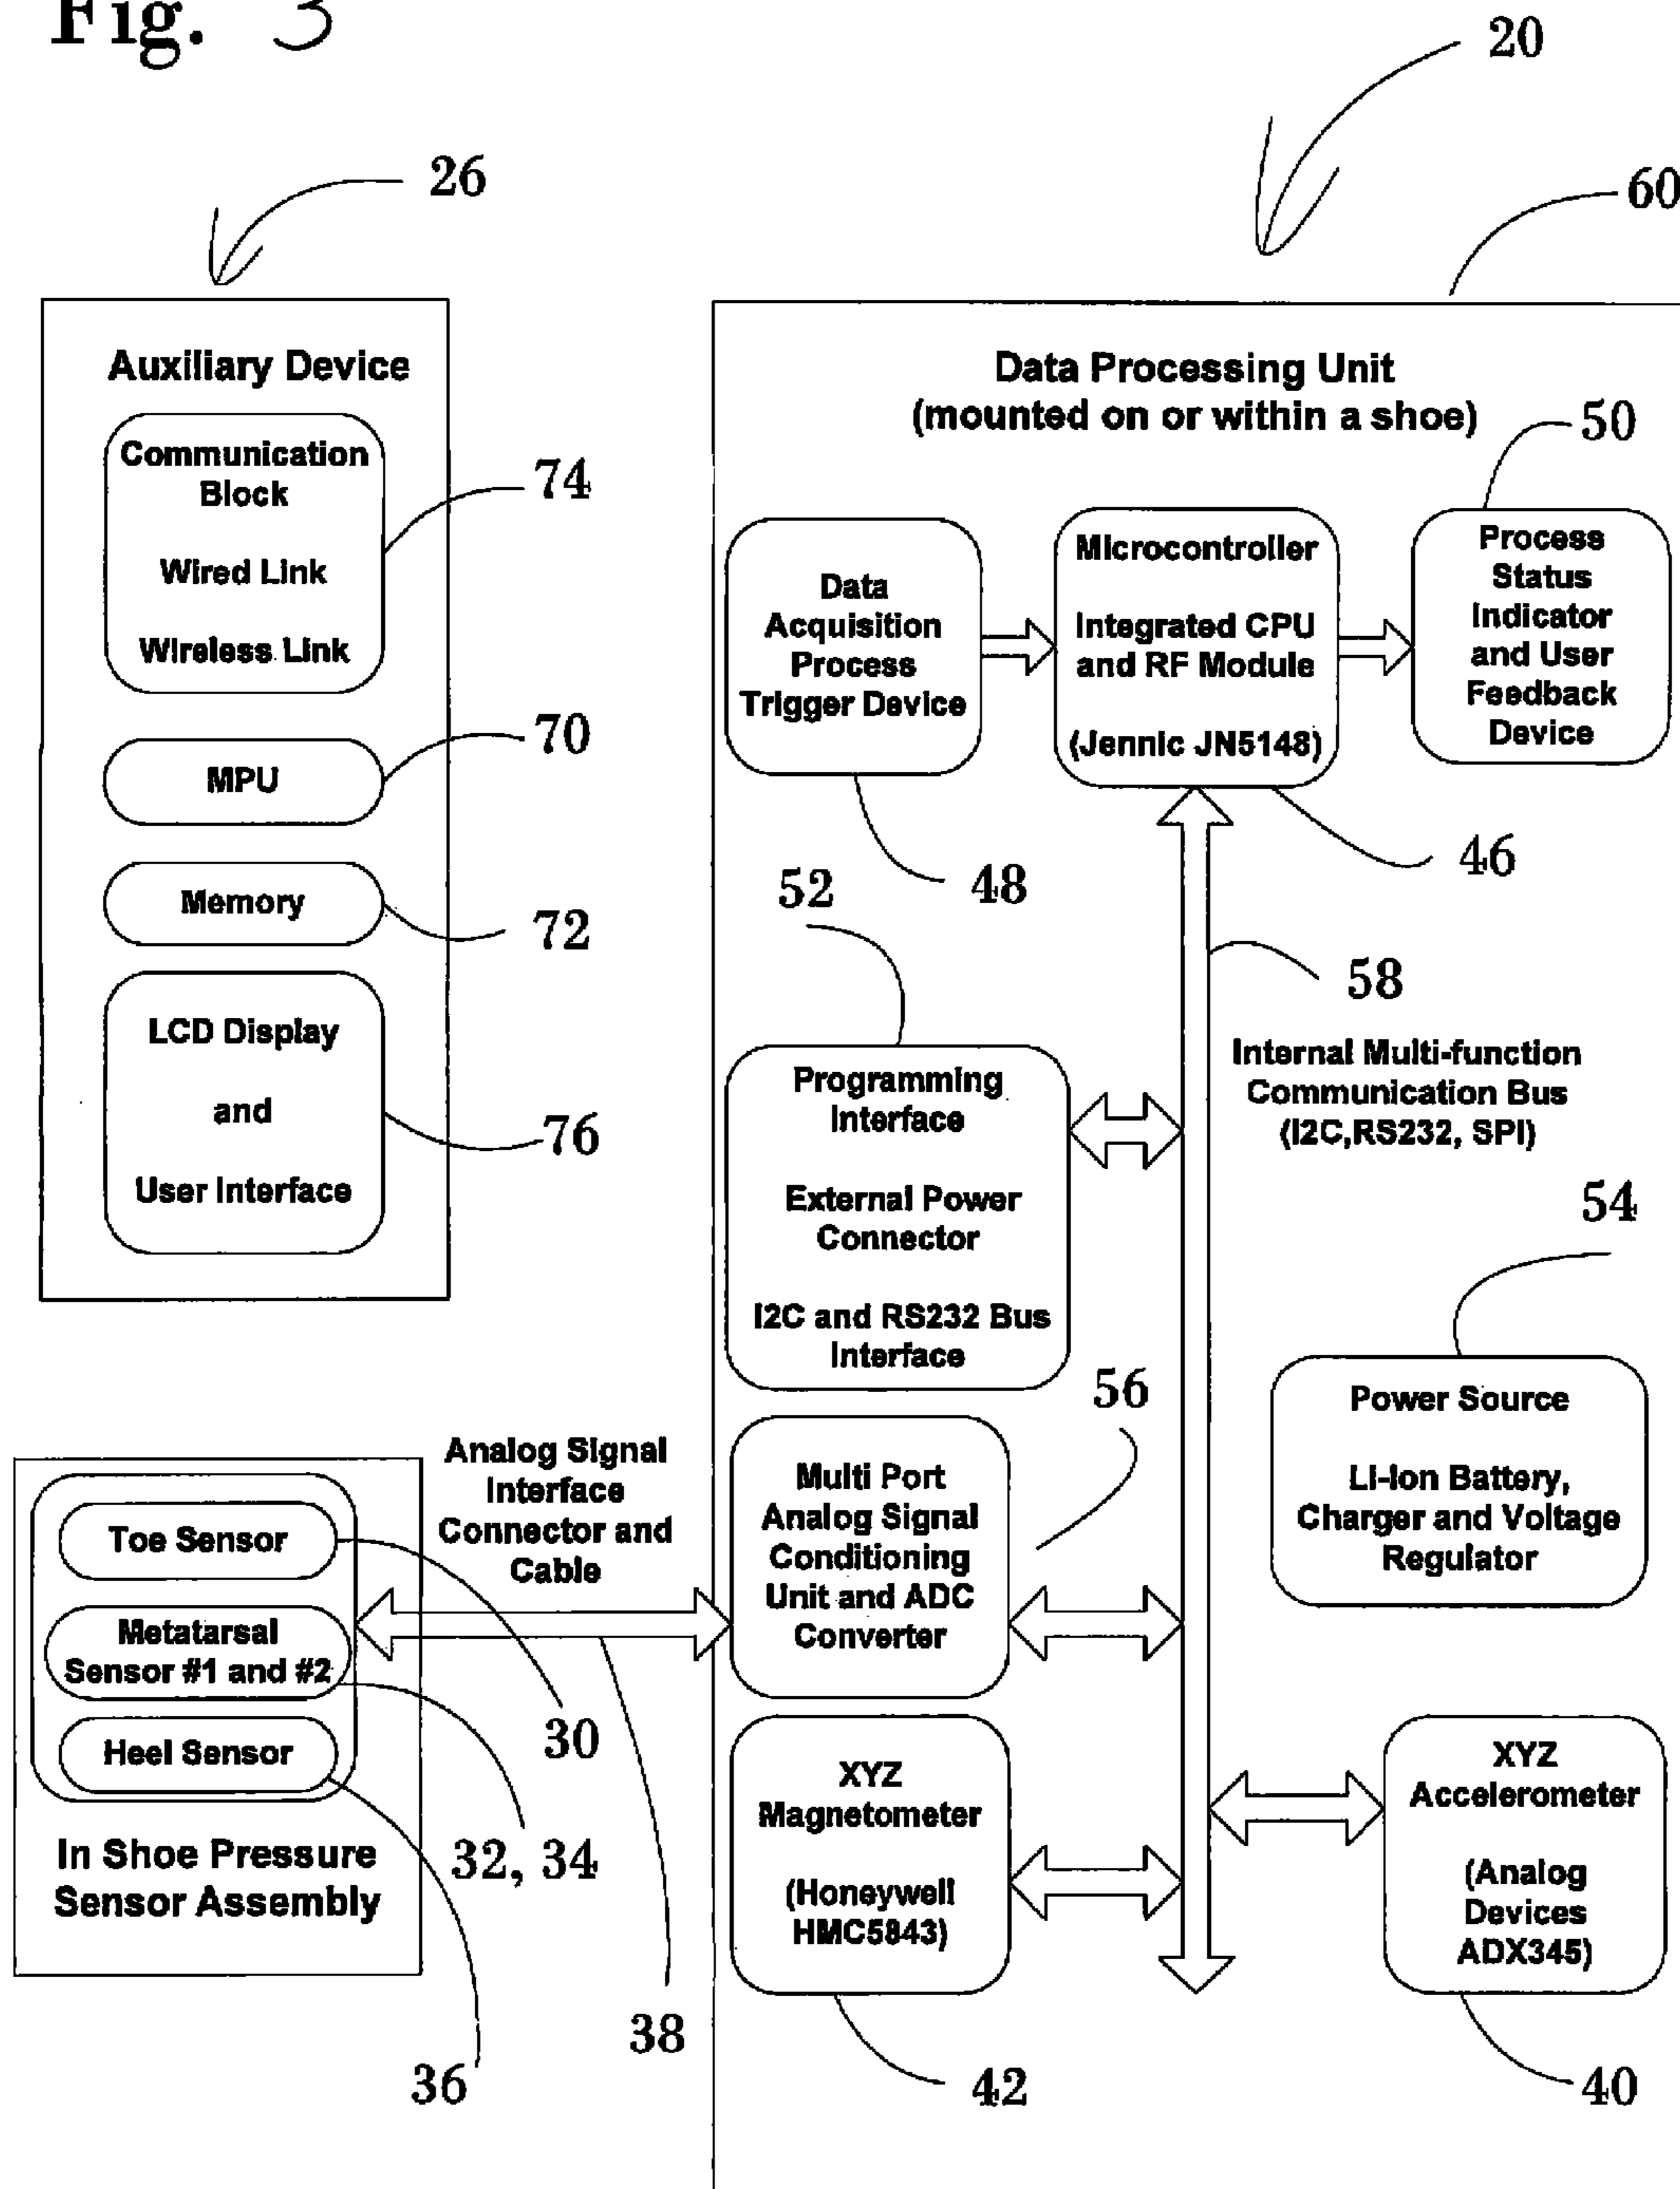 Fig. 3
20
26
60
Auxiliary Device
Communication
Block
Wired Link
Wireless Link
74
MPU
70
Memory
72
LCD Display
and
User Interface
76
Data Processing Unit
(mounted on or within a shoe)
50
Data
Acquisition
Process
Trigger Device
48
Microcontroller
Integrated CPU
and RF Module
(Jennic JN5148)
46
Process
Status
Indicator
and User
Feedback
Device
52
58
Internal Multi-function
Communication Bus
(I2C,RS232, SPI)
Programming
Interface
External Power
Connector
I2C and RS232 Bus
Interface
54
Power Source
Li-Ion Battery,
Charger and Voltage
Regulator
56
Multi Port
Analog Signal
Conditioning
Unit and ADC
Converter
Analog Signal
Interface
Connector and
Cable
Toe Sensor
Metatarsal
Sensor #1 and #2
Heel Sensor
In Shoe Pressure
Sensor Assembly
30
32, 34
36
38
XYZ
Magnetometer
(Honeywell
HMC5843)
42
XYZ
Accelerometer
(Analog
Devices
ADX345)
40